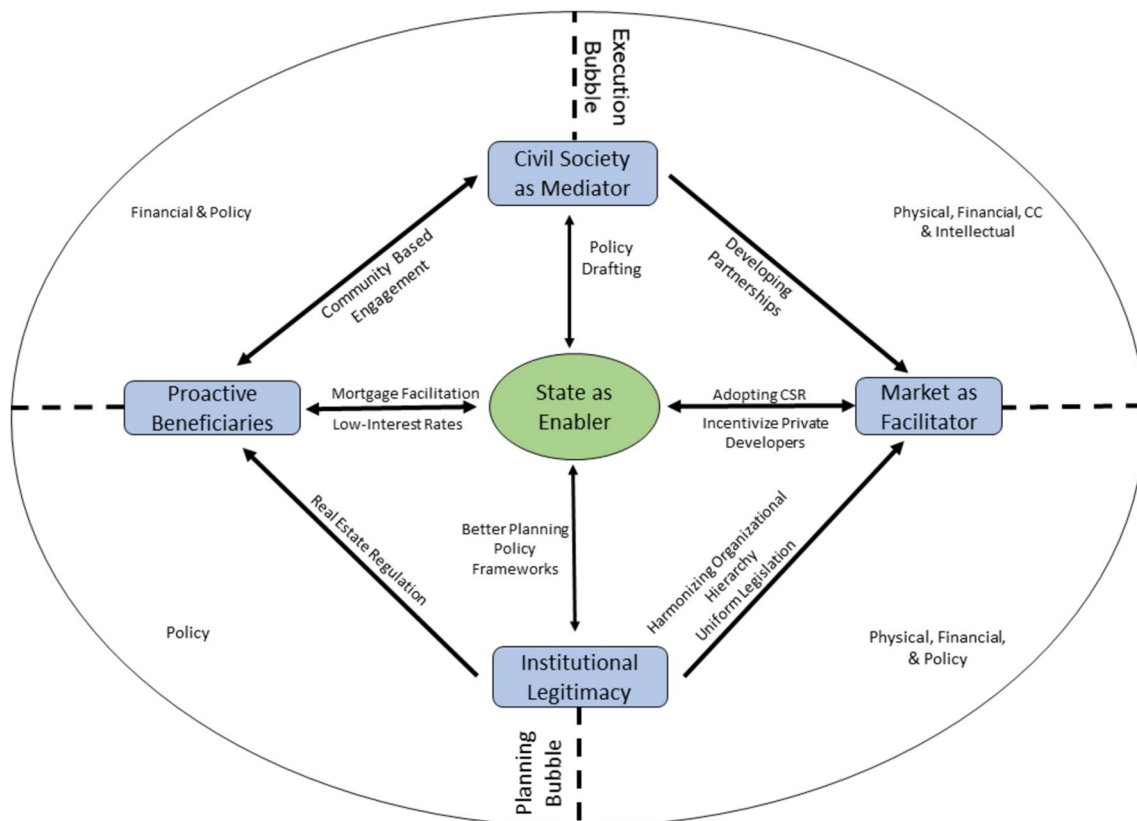 Execution
Bubble
Civil Society
as Mediator
Financial & Policy
Physical, Financial, CC
& Intellectual
Community Based
Engagement
Policy
Drafting
Developing
Partnerships
Proactive
Beneficiaries
Mortgage Facilitation
Low-Interest Rates
State as
Enabler
Adopting CSR
Incentivize Private
Developers
Market as
Facilitator
Real Estate Regulation
Better Planning
Policy
Frameworks
Harmonizing Organizational
Hierarchy
Uniform Legislation
Policy
Physical, Financial,
& Policy
Institutional
Legitimacy
Planning
Bubble